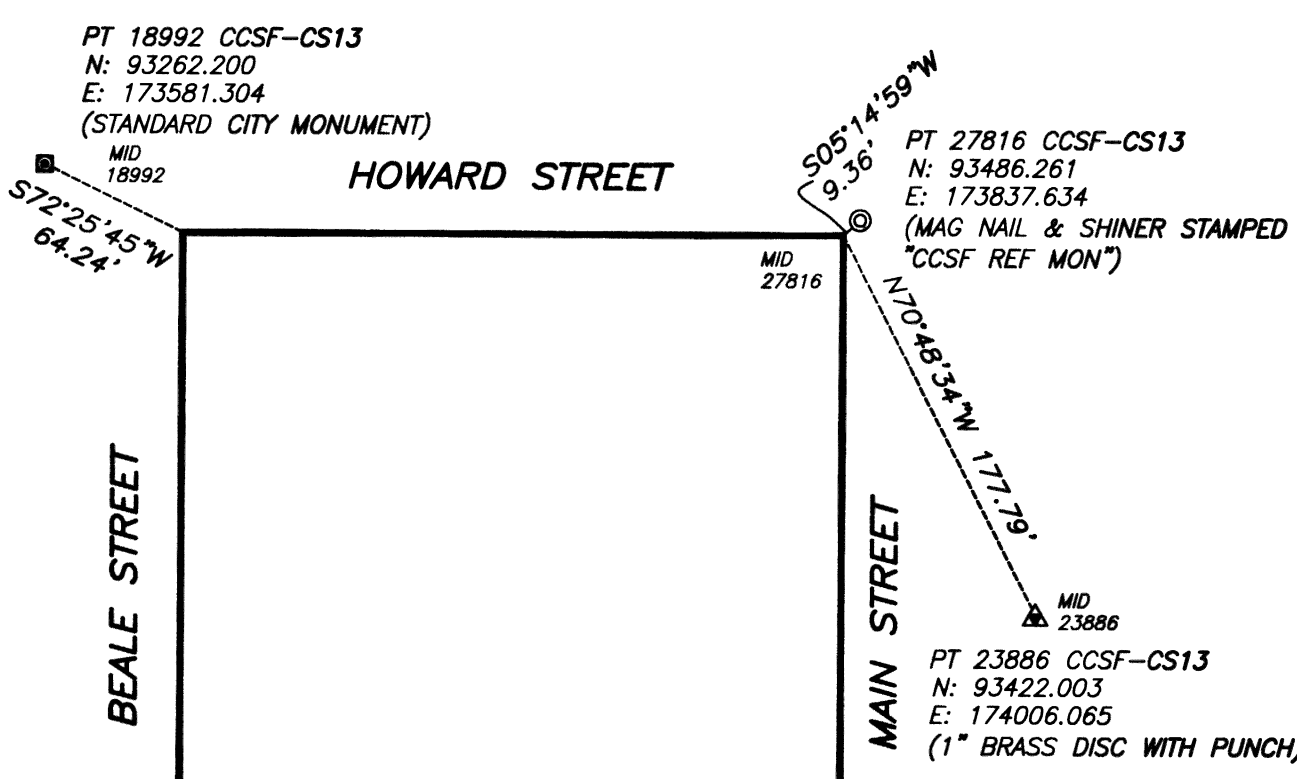 PT 18992 CCSF-CS13
N: 93262.200
E: 173581.304
(STANDARD CITY MONUMENT)
MID
18992
S72°25'45"W
64.24'
HOWARD STREET
S05°14'59"W
9.36'
PT 27816 CCSF-CS13
N: 93486.261
E: 173837.634
(MAG NAIL & SHINER STAMPED
"CCSF REF MON")
MID
27816
N70°48'34"W 177.79'
BEALE STREET
MAIN STREET
MID
23886
PT 23886 CCSF-CS13
N: 93422.003
E: 174006.065
(1" BRASS DISC WITH PUNCH)